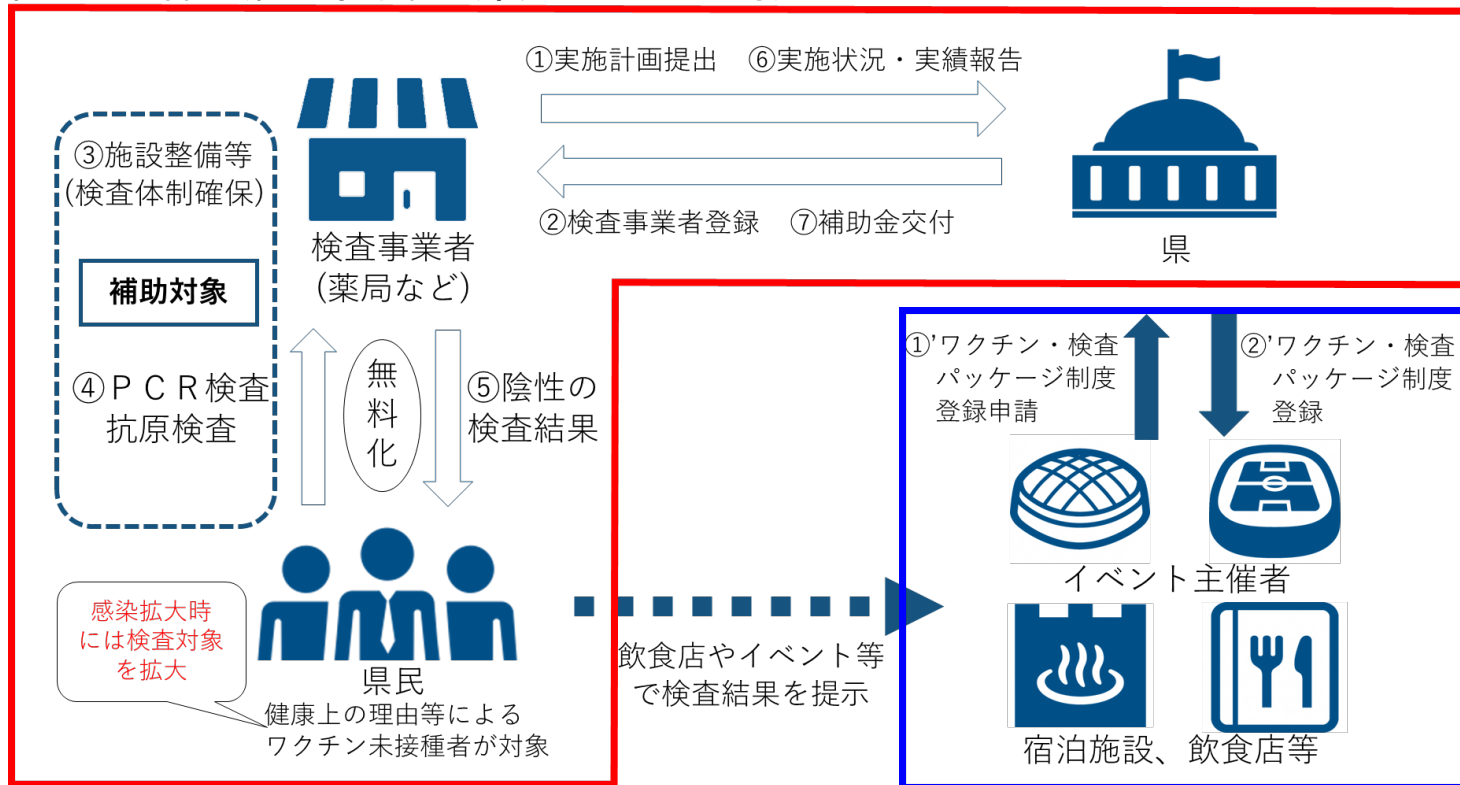 ①実施計画提出 ⑥実施状況・実績報告
②検査事業者登録 ⑦補助金交付
検査事業者
(薬局など)
県
③施設整備等
(検査体制確保)
補助対象
④ＰＣＲ検査
抗原検査
無料化
⑤陰性の
検査結果
感染拡大時
には検査対象
を拡大
県民
健康上の理由等による
ワクチン未接種者が対象
飲食店やイベント等
で検査結果を提示
①'ワクチン・検査
パッケージ制度
登録申請
②'ワクチン・検査
パッケージ制度
登録
イベント主催者
宿泊施設、飲食店等